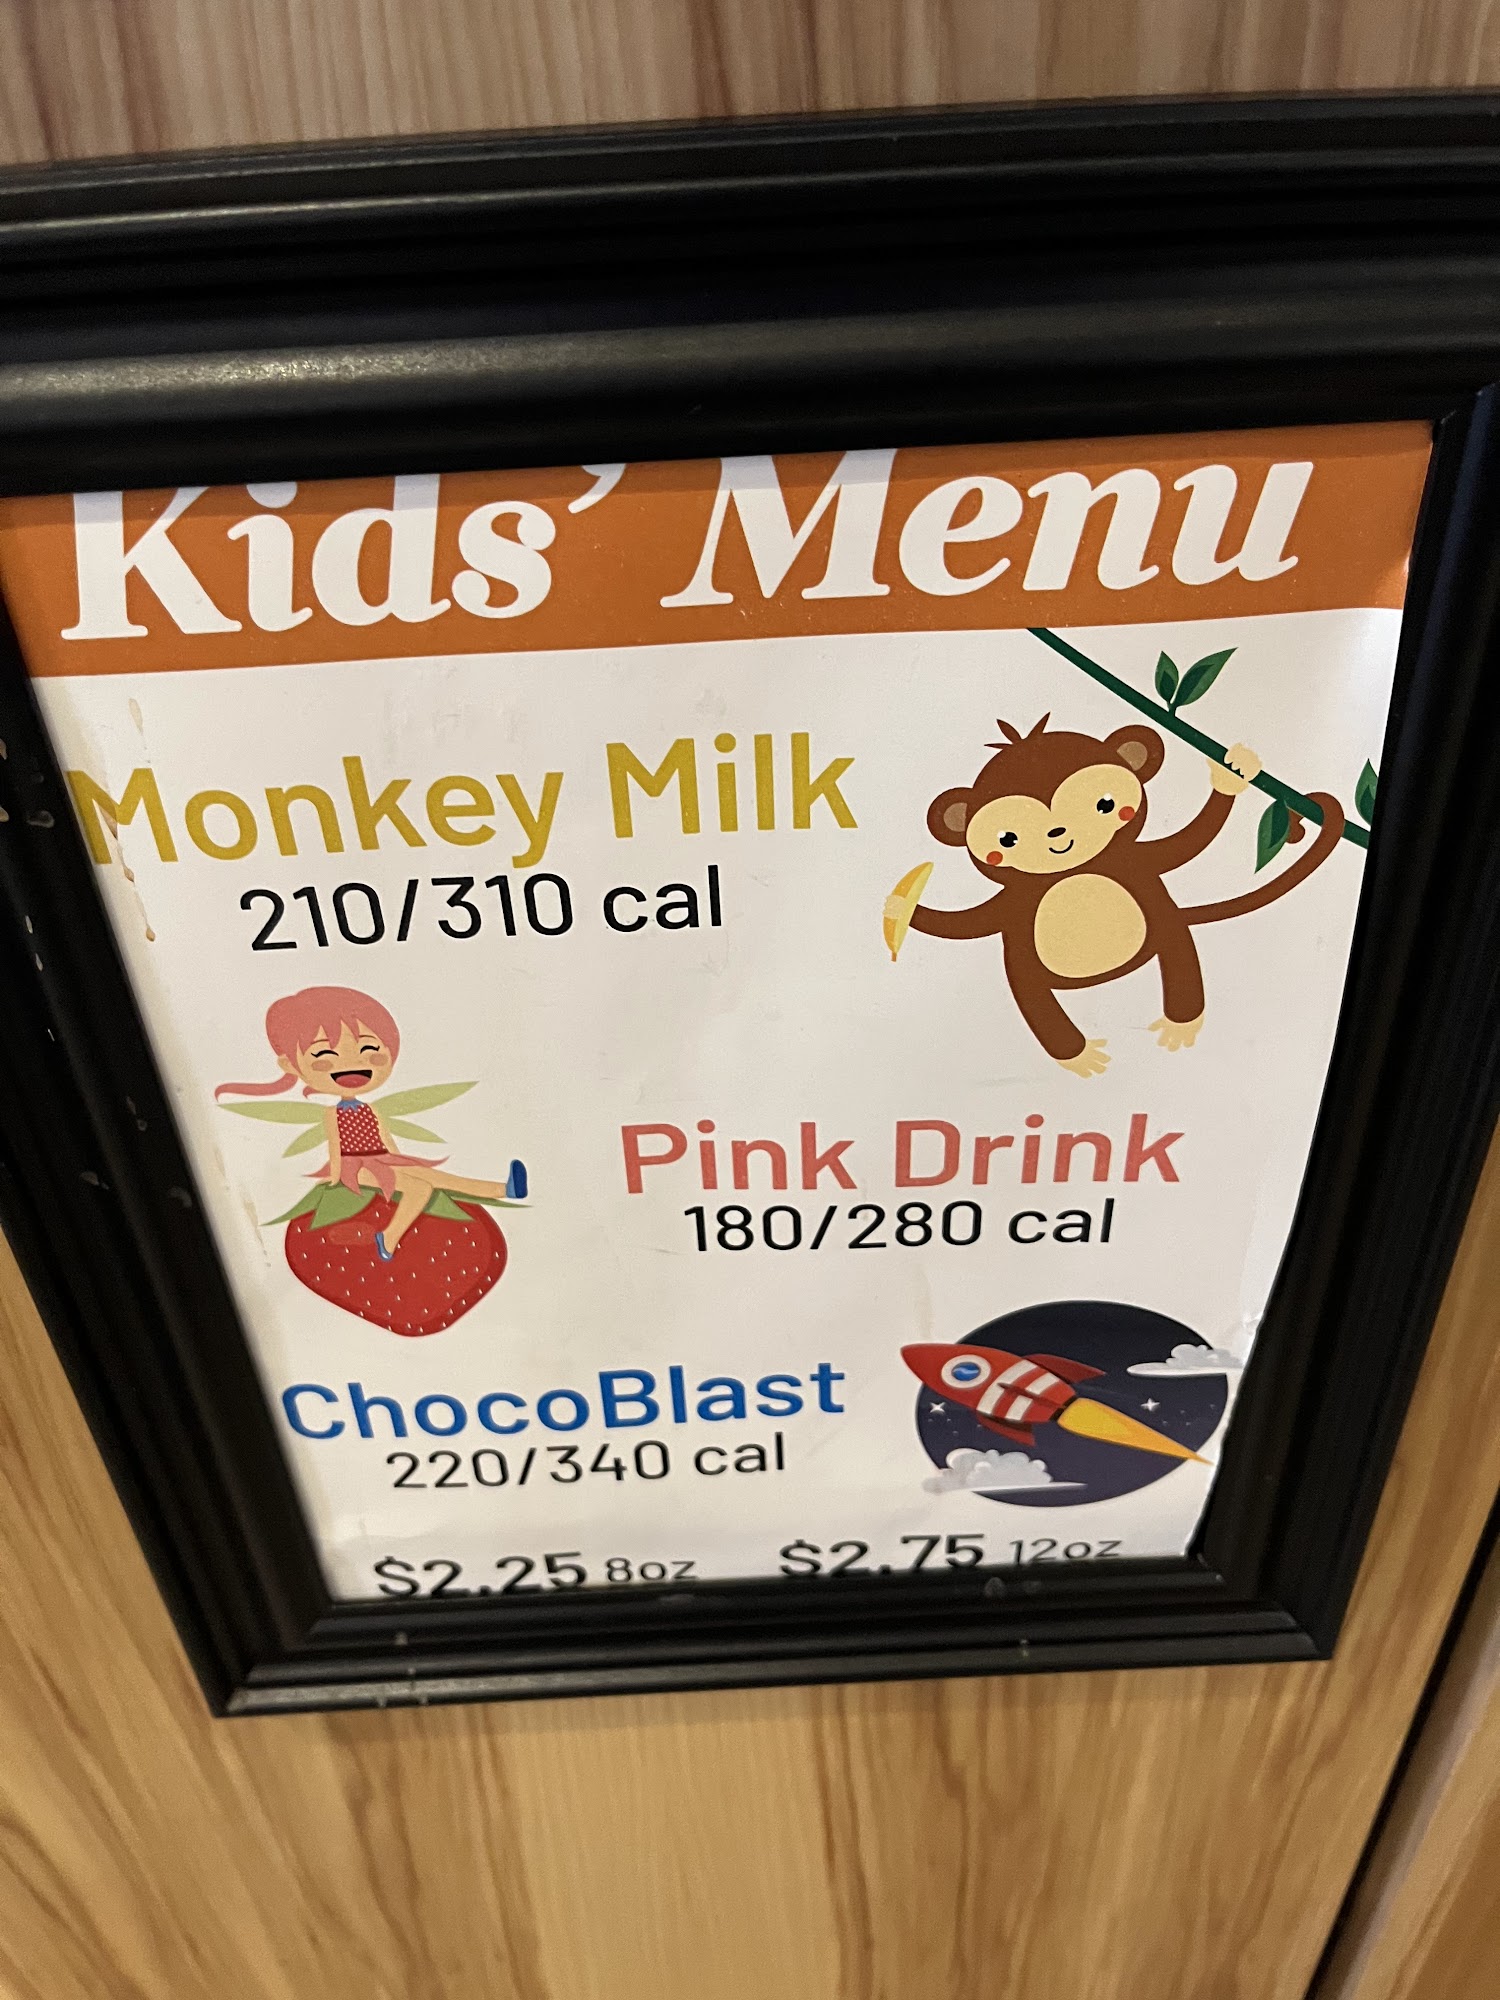 Kids' Menu
Monkey Milk
210/310 cal
Pink Drink
180/280 cal
ChocoBlast
220/340 cal
$2.25 8oz $2.75 12oz